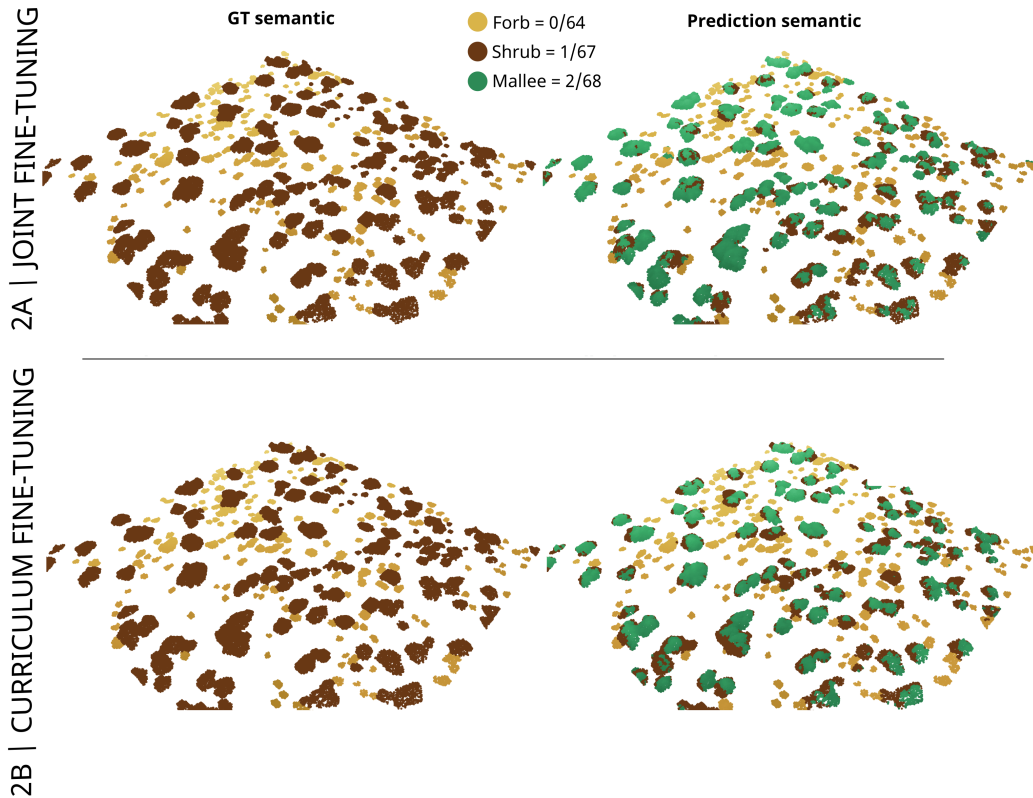 GT semantic
Forb = 0/64
Shrub = 1/67
Mallee = 2/68
Prediction semantic
2A | JOINT FINE-TUNING
2B | CURRICULUM FINE-TUNING